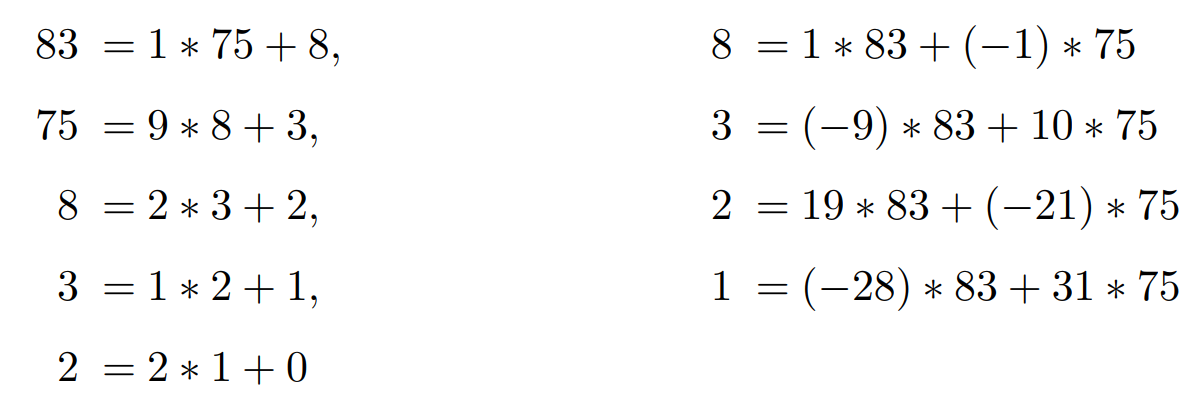 83 = 1 ∗ 75 + 8, 8 = 1 ∗ 83 + (−1) ∗ 75
75 = 9 ∗ 8 + 3, 3 = (−9) ∗ 83 + 10 ∗ 75
8 = 2 ∗ 3 + 2, 2 = 19 ∗ 83 + (−21) ∗ 75
3 = 1 ∗ 2 + 1, 1 = (−28) ∗ 83 + 31 ∗ 75
2 = 2 ∗ 1 + 0